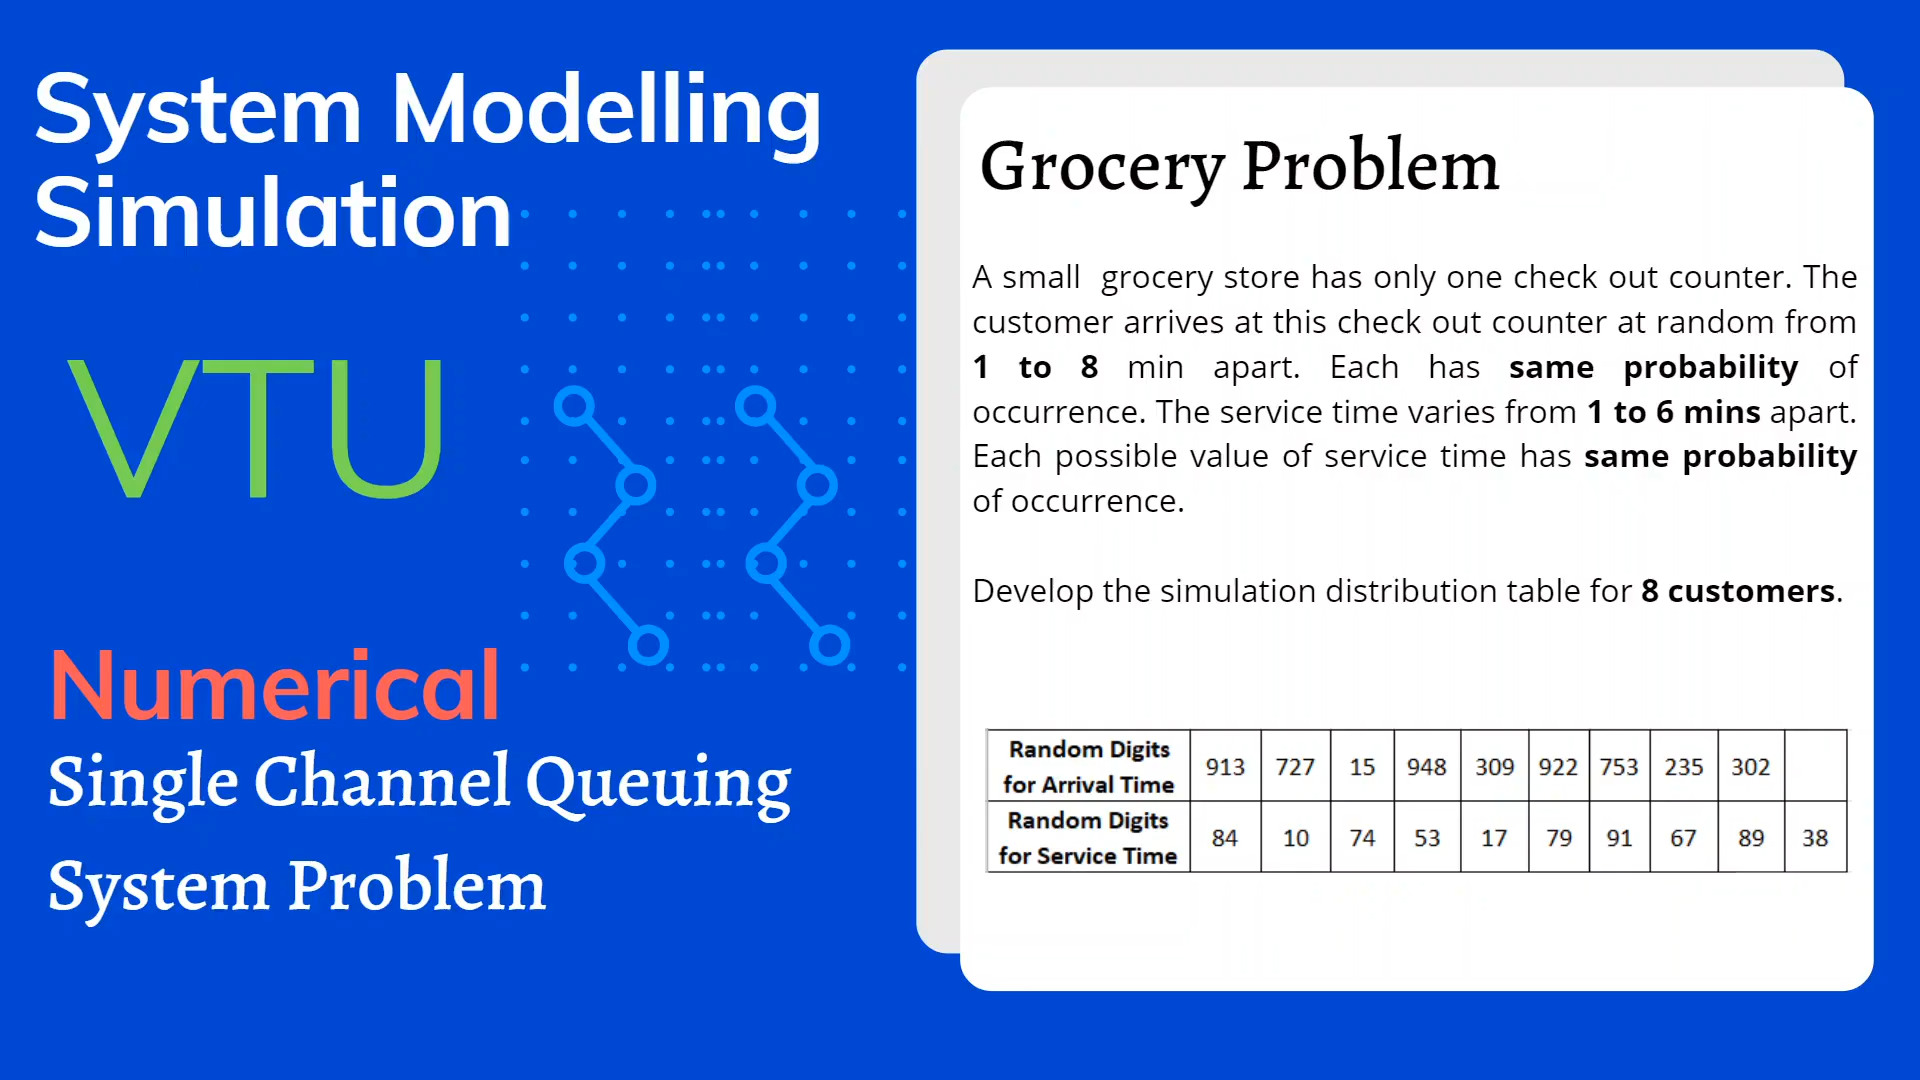 System Modelling
Simulation
VTU
Numerical
Single Channel Queuing
System Problem
Grocery Problem
A small grocery store has only one check out counter. The
customer arrives at this check out counter at random from
1 to 8 min apart. Each has same probability of
occurrence. The service time varies from 1 to 6 mins apart.
Each possible value of service time has same probability
of occurrence.
Develop the simulation distribution table for 8 customers.
Random Digits
for Arrival Time 913 727 15 948 309 922 753 235 302
Random Digits
for Service Time 84 10 74 53 17 79 91 67 89 38